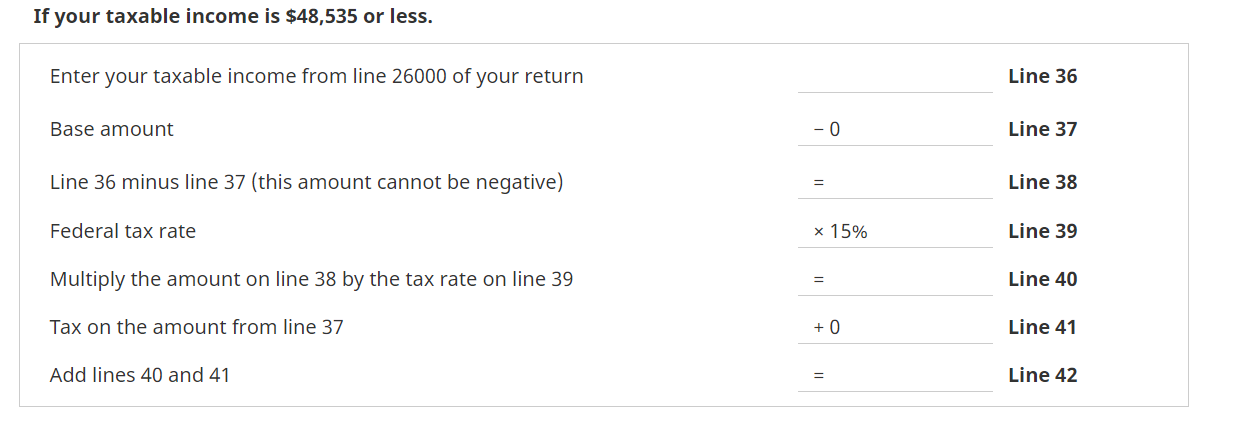 If your taxable income is $48,535 or less.
Enter your taxable income from line 26000 of your return Line 36
Base amount − 0 Line 37
Line 36 minus line 37 (this amount cannot be negative) = Line 38
Federal tax rate × 15% Line 39
Multiply the amount on line 38 by the tax rate on line 39 = Line 40
Tax on the amount from line 37 + 0 Line 41
Add lines 40 and 41 = Line 42